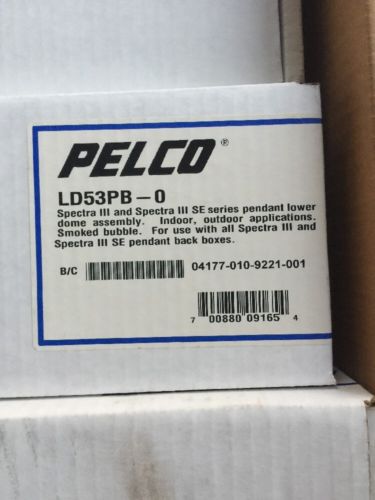 PELCO®
LD53PB-0
Spectra III and Spectra III SE series pendant lower
dome assembly. Indoor, outdoor applications.
Smoked bubble. For use with all Spectra III and
Spectra III SE pendant back boxes.
B/C 04177-010-9221-001
7 00880 09165 4